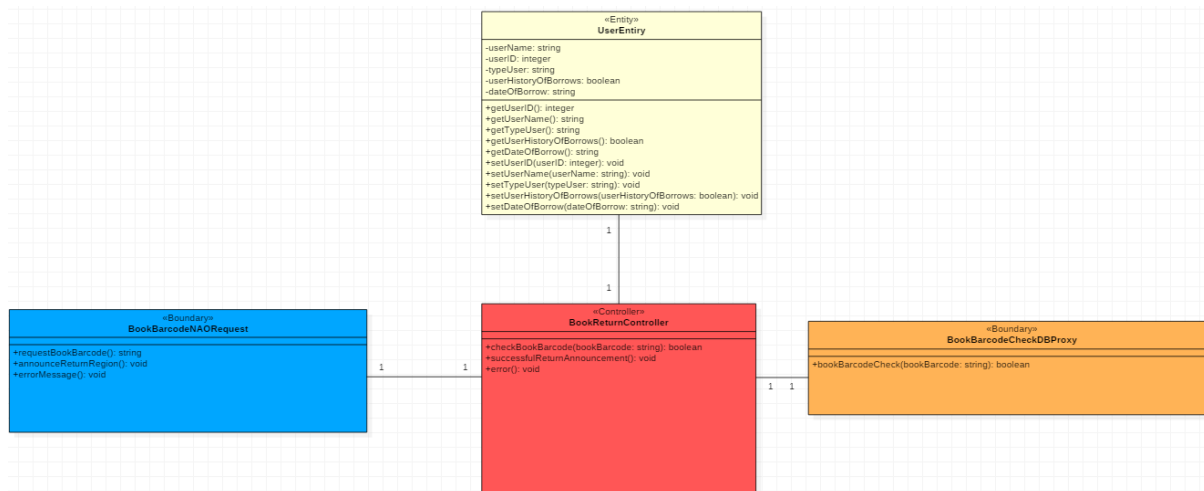 «Entity»
UserEntiry
-userName: string
-userID: integer
-typeUser: string
-userHistoryOfBorrows: boolean
-dateOfBorrow: string
+getUserID(): integer
+getUserName(): string
+getTypeUser(): string
+getUserHistoryOfBorrows(): boolean
+getDateOfBorrow(): string
+setUserID(userID: integer): void
+setUserName(userName: string): void
+setTypeUser(typeUser: string): void
+setUserHistoryOfBorrows(userHistoryOfBorrows: boolean): void
+setDateOfBorrow(dateOfBorrow: string): void
1
1
«Boundary»
BookBarcodeNAORequest
+requestBookBarcode(): string
+announceReturnRegion(): void
+errorMessage(): void
1
1
«Controller»
BookReturnController
+checkBookBarcode(bookBarcode: string): boolean
+successfulReturnAnnouncement(): void
+error(): void
1
1
«Boundary»
BookBarcodeCheckDBProxy
+bookBarcodeCheck(bookBarcode: string): boolean